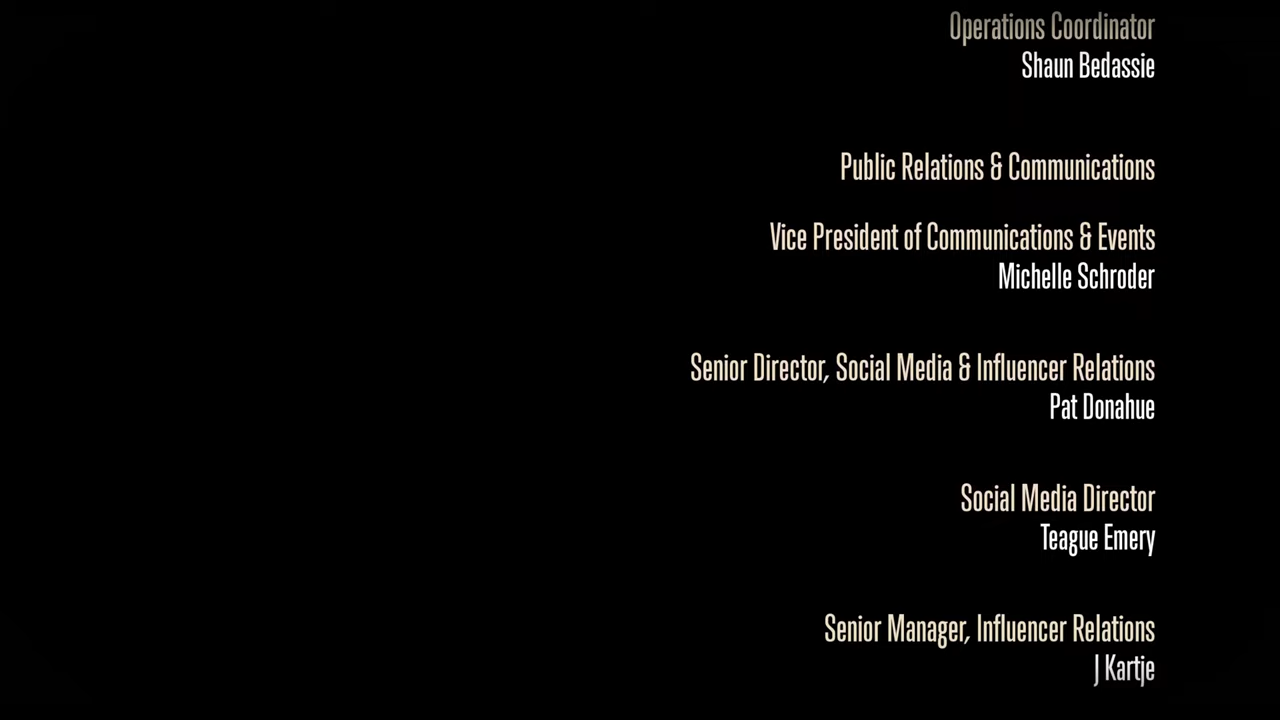 Operations Coordinator
Shaun Bedassie
Public Relations & Communications
Vice President of Communications & Events
Michelle Schroder
Senior Director, Social Media & Influencer Relations
Pat Donahue
Social Media Director
Teague Emery
Senior Manager, Influencer Relations
J Kartje